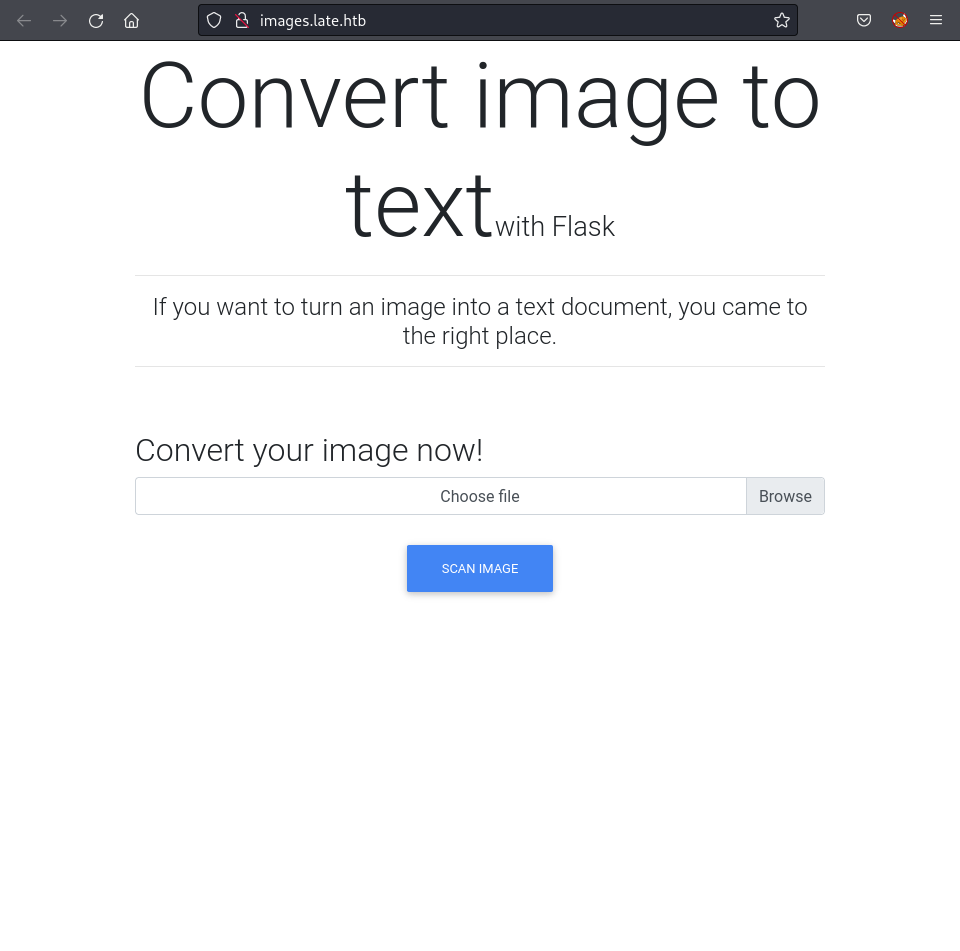 images.late.htb
Convert image to
textwith Flask
If you want to turn an image into a text document, you came to
the right place.
Convert your image now!
Choose file Browse
SCAN IMAGE